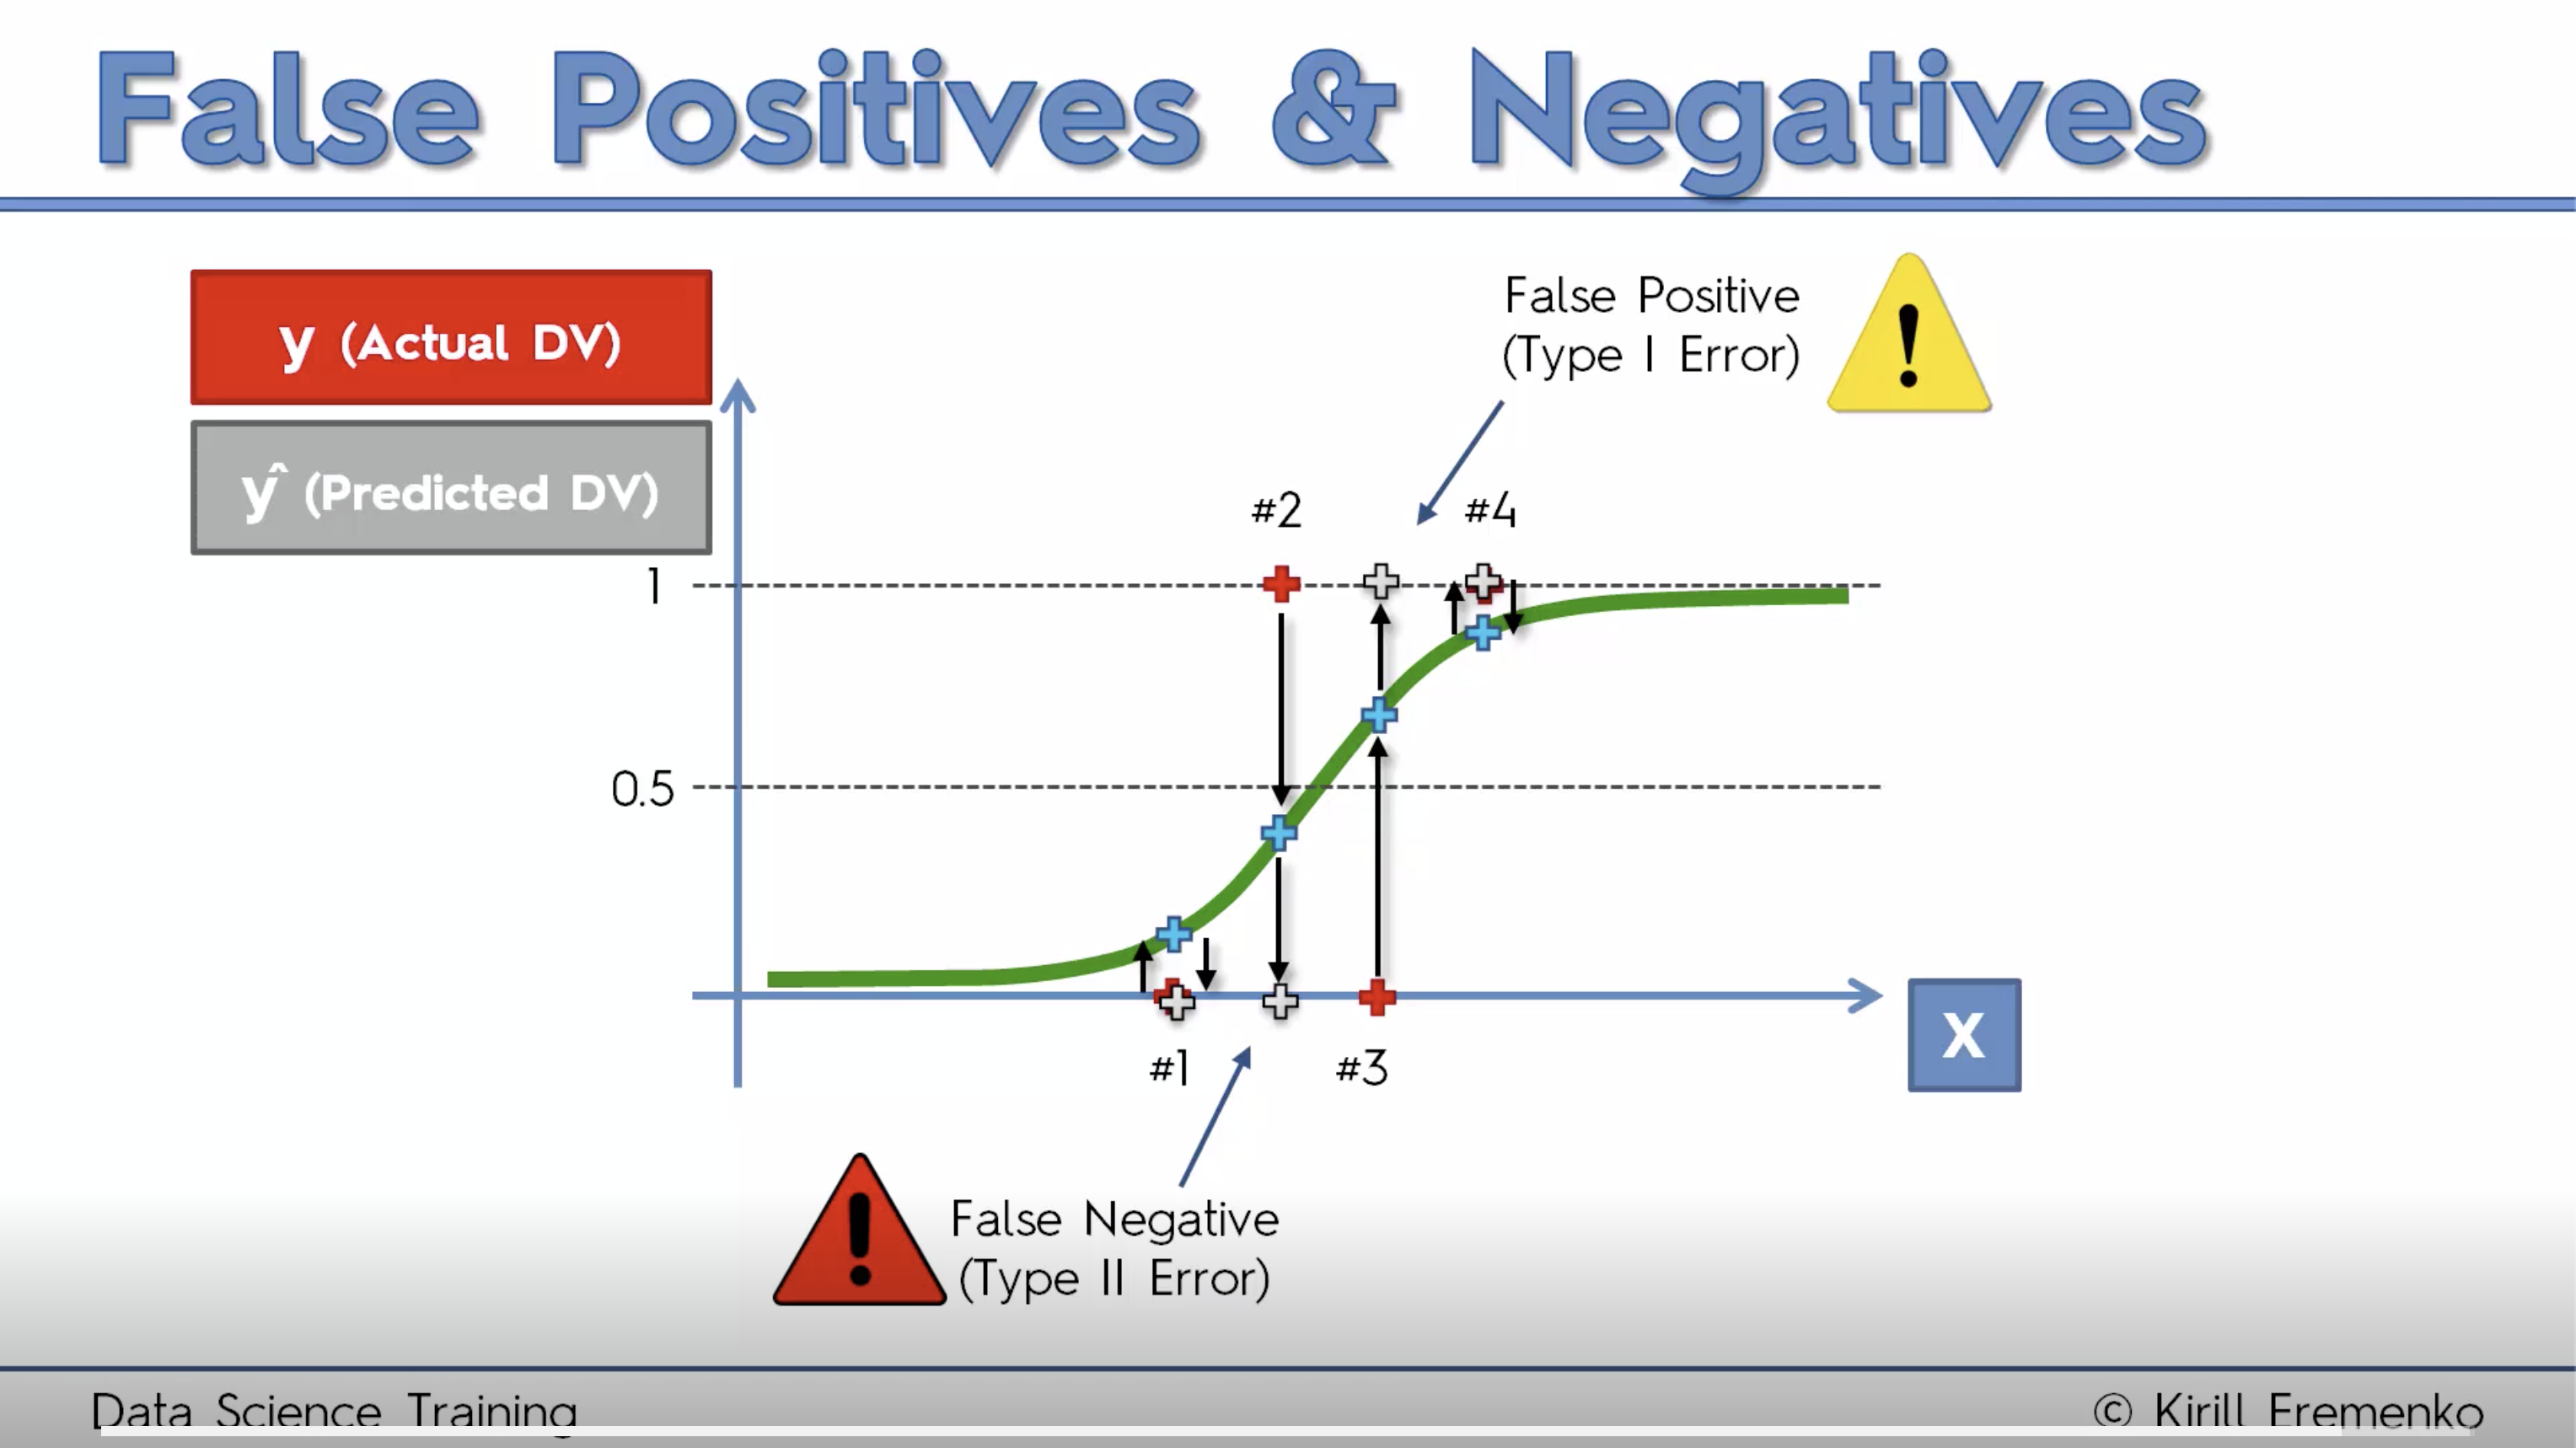 False Positives & Negatives
y (Actual DV)
ŷ (Predicted DV)
False Positive
(Type I Error)
#2
#4
1
0.5
#1
#3
X
False Negative
(Type II Error)
Data Science Training
© Kirill Eremenko